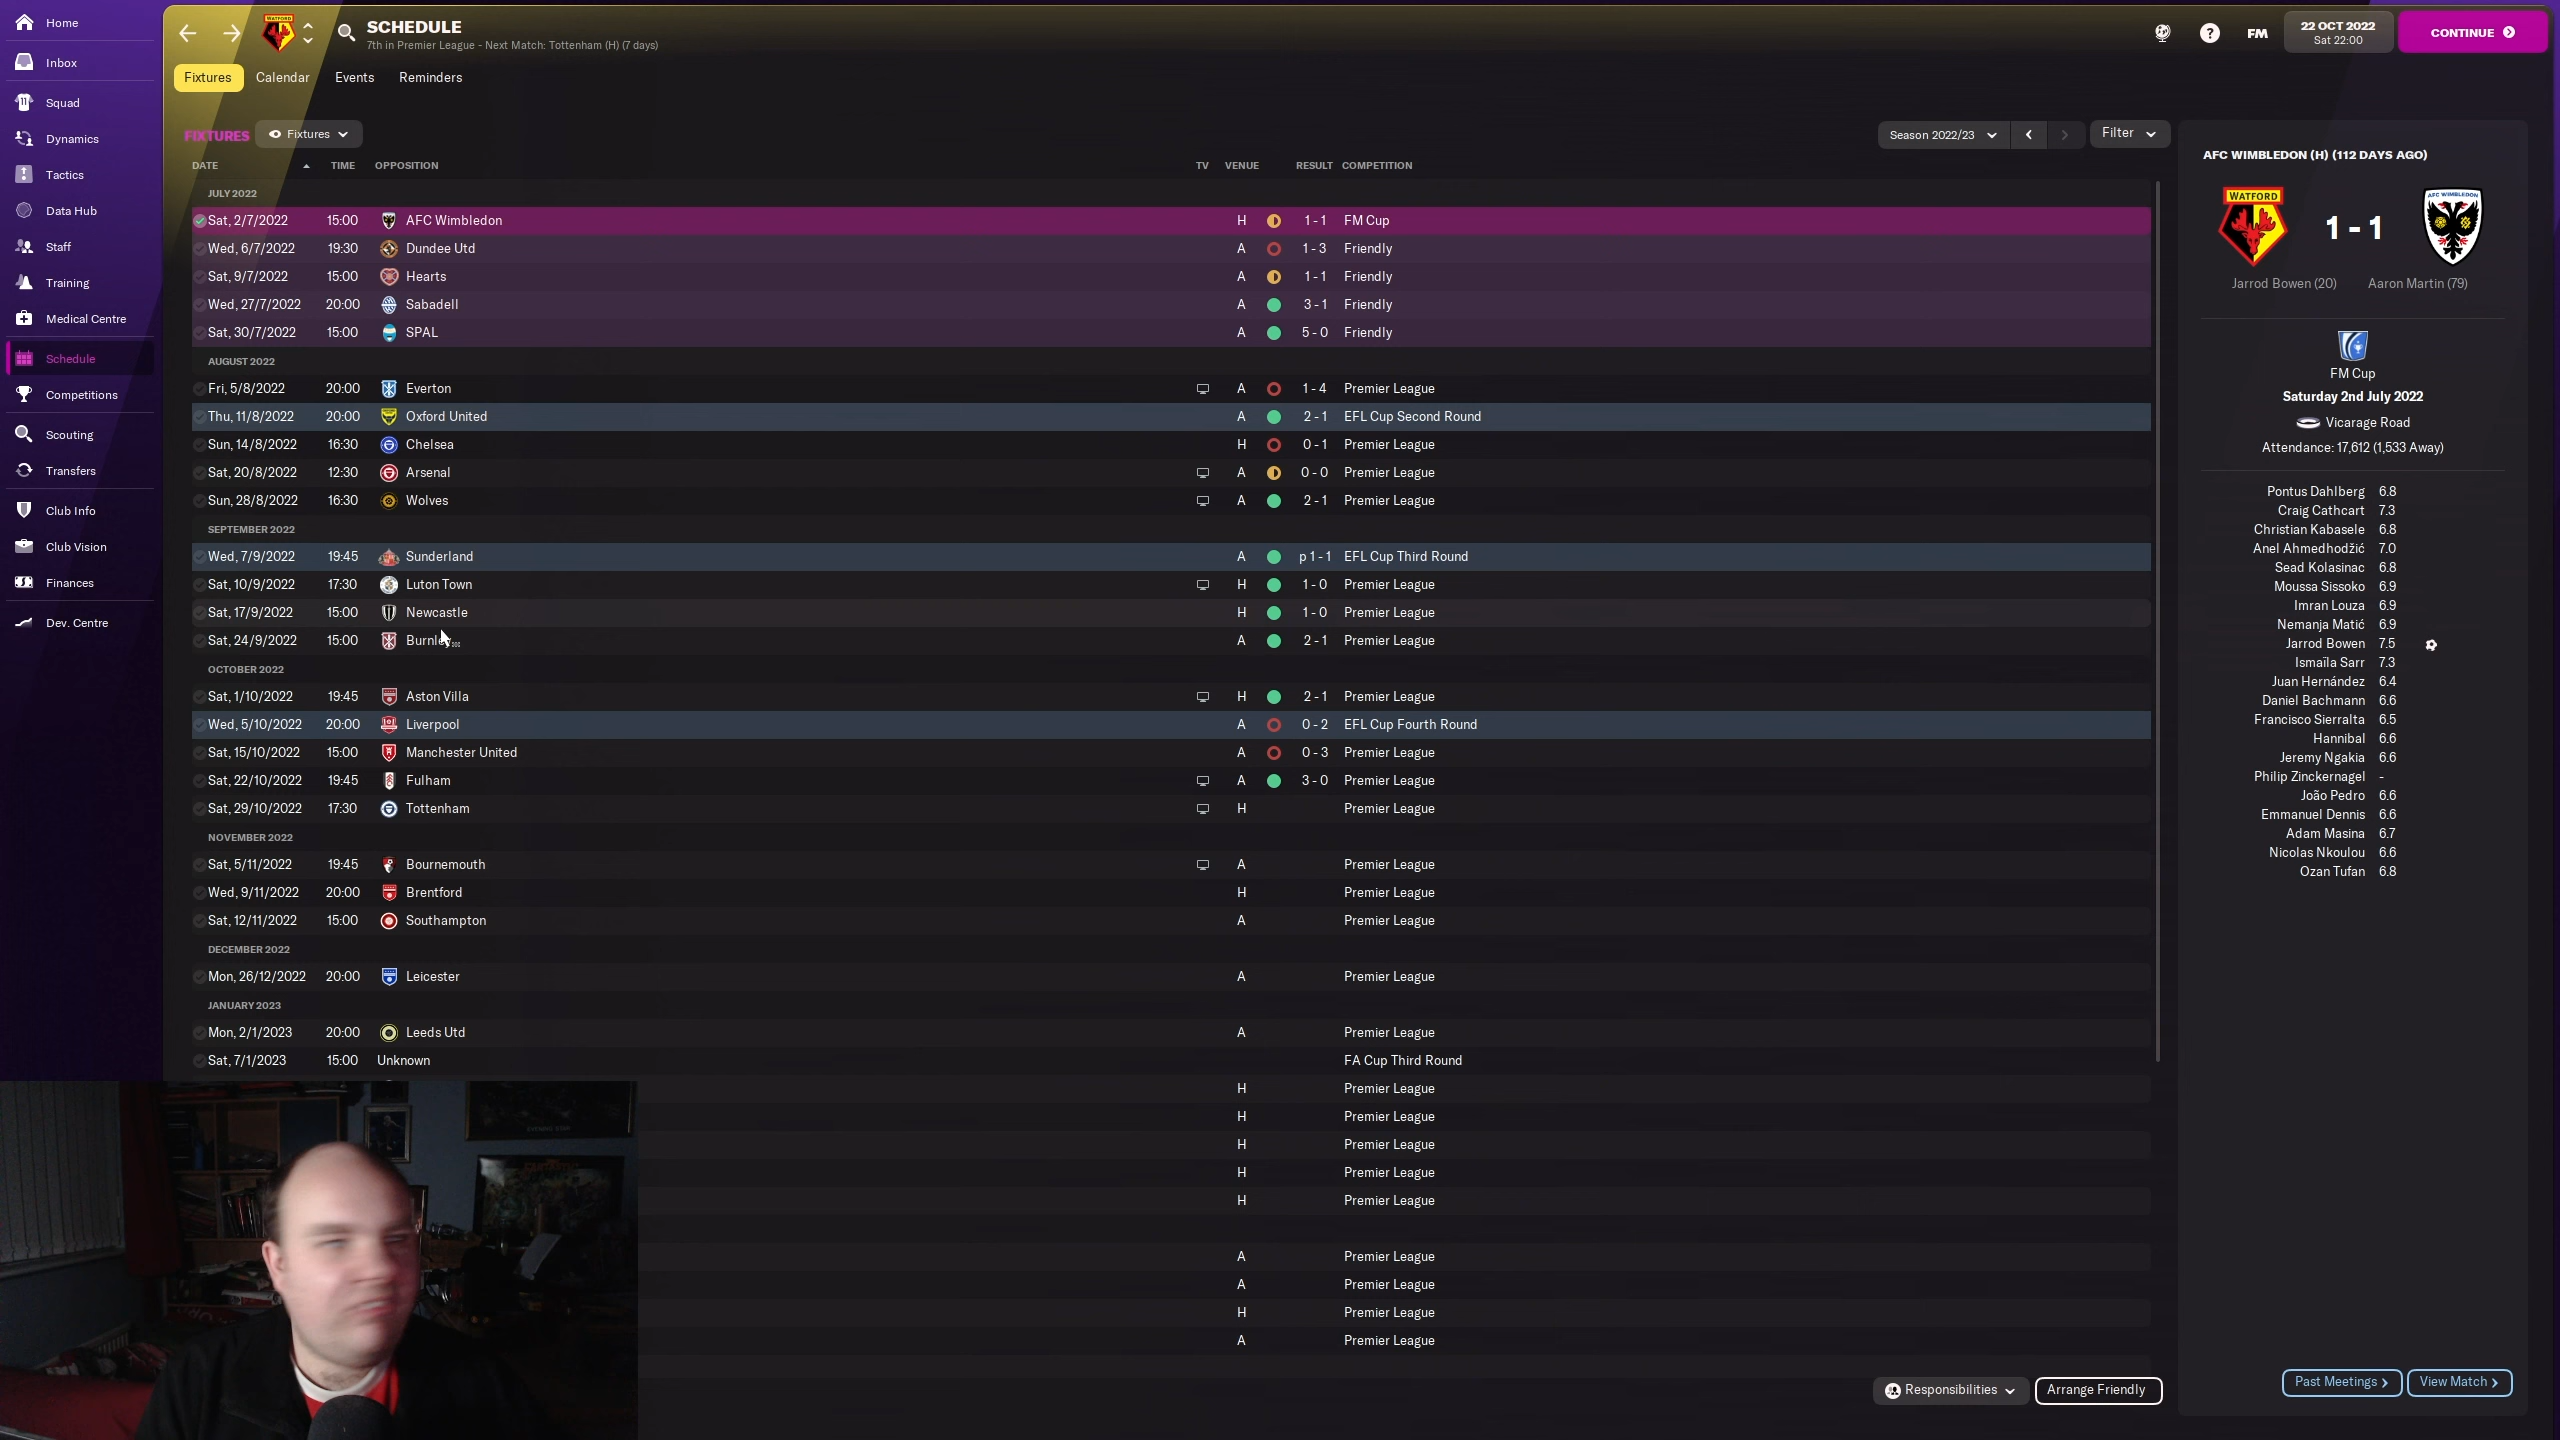 Home
Inbox
Squad
Dynamics
Tactics
Data Hub
Staff
Training
Medical Centre
Schedule
Competitions
Scouting
Transfers
Club Info
Club Vision
Finances
Dev. Centre
SCHEDULE
7th in Premier League - Next Match: Tottenham (H) (7 days)
FM
22 OCT 2022
Sat 22:00
CONTINUE
Fixtures Calendar Events Reminders
FIXTURES Fixtures
Season 2022/23 Filter
DATE TIME OPPOSITION TV VENUE RESULT COMPETITION
JULY 2022
Sat, 2/7/2022 15:00 AFC Wimbledon H 1 - 1 FM Cup
Wed, 6/7/2022 19:30 Dundee Utd A 1 - 3 Friendly
Sat, 9/7/2022 15:00 Hearts A 1 - 1 Friendly
Wed, 27/7/2022 20:00 Sabadell A 3 - 1 Friendly
Sat, 30/7/2022 15:00 SPAL A 5 - 0 Friendly
AUGUST 2022
Fri, 5/8/2022 20:00 Everton A 1 - 4 Premier League
Thu, 11/8/2022 20:00 Oxford United A 2 - 1 EFL Cup Second Round
Sun, 14/8/2022 16:30 Chelsea H 0 - 1 Premier League
Sat, 20/8/2022 12:30 Arsenal A 0 - 0 Premier League
Sun, 28/8/2022 16:30 Wolves A 2 - 1 Premier League
SEPTEMBER 2022
Wed, 7/9/2022 19:45 Sunderland A p 1 - 1 EFL Cup Third Round
Sat, 10/9/2022 17:30 Luton Town H 1 - 0 Premier League
Sat, 17/9/2022 15:00 Newcastle H 1 - 0 Premier League
Sat, 24/9/2022 15:00 A 2 - 1 Premier League
OCTOBER 2022
Sat, 1/10/2022 19:45 Aston Villa H 2 - 1 Premier League
Wed, 5/10/2022 20:00 Liverpool A 0 - 2 EFL Cup Fourth Round
Sat, 15/10/2022 15:00 Manchester United A 0 - 3 Premier League
Sat, 22/10/2022 19:45 Fulham A 3 - 0 Premier League
Sat, 29/10/2022 17:30 Tottenham H Premier League
NOVEMBER 2022
Sat, 5/11/2022 19:45 Bournemouth A Premier League
Wed, 9/11/2022 20:00 Brentford H Premier League
Sat, 12/11/2022 15:00 Southampton A Premier League
DECEMBER 2022
Mon, 26/12/2022 20:00 Leicester A Premier League
JANUARY 2023
Mon, 2/1/2023 20:00 Leeds Utd A Premier League
Sat, 7/1/2023 15:00 Unknown FA Cup Third Round
H Premier League
H Premier League
H Premier League
H Premier League
H Premier League
A Premier League
A Premier League
H Premier League
A Premier League
Responsibilities Arrange Friendly
AFC WIMBLEDON (H) (112 DAYS AGO)
WATFORD
AFC WIMBLEDON
1 - 1
Jarrod Bowen (20) Aaron Martin (79)
FM Cup
Saturday 2nd July 2022
Vicarage Road
Attendance: 17,612 (1,533 Away)
Pontus Dahlberg 6.8
Craig Cathcart 7.3
Christian Kabasele 6.8
Anel Ahmedhodžić 7.0
Sead Kolasinac 6.8
Moussa Sissoko 6.9
Imran Louza 6.9
Nemanja Matić 6.9
Jarrod Bowen 7.5
Ismaïla Sarr 7.3
Juan Hernández 6.4
Daniel Bachmann 6.6
Francisco Sierralta 6.5
Hannibal 6.6
Jeremy Ngakia 6.6
Philip Zinckernagel -
João Pedro 6.6
Emmanuel Dennis 6.6
Adam Masina 6.7
Nicolas Nkoulou 6.6
Ozan Tufan 6.8
Past Meetings View Match